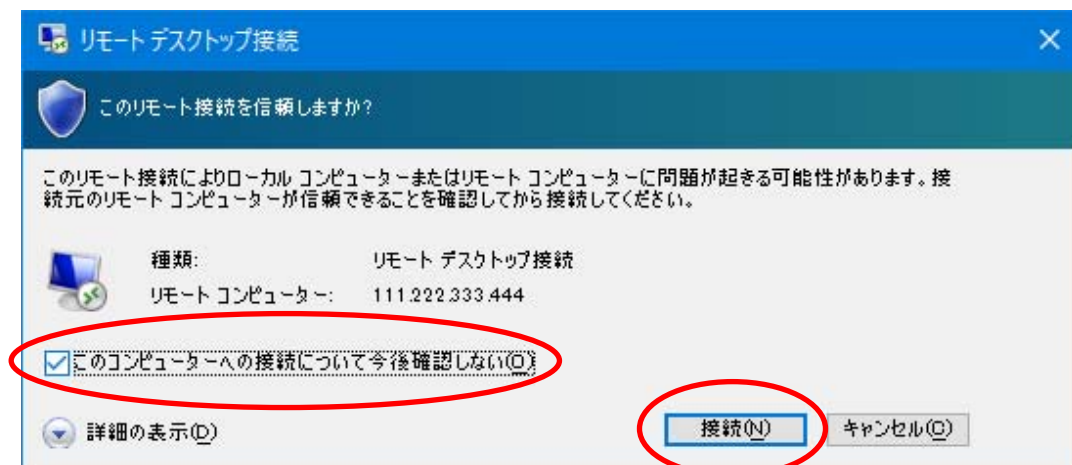 リモート デスクトップ接続
このリモート接続を信頼しますか?
このリモート接続によりローカル コンピューターまたはリモート コンピューターに問題が起きる可能性があります。接
続元のリモート コンピューターが信頼できることを確認してから接続してください。
種類: リモート デスクトップ接続
リモート コンピューター: 111.222.333.444
このコンピューターへの接続について今後確認しない(O)
詳細の表示(D) 接続(N) キャンセル(C)